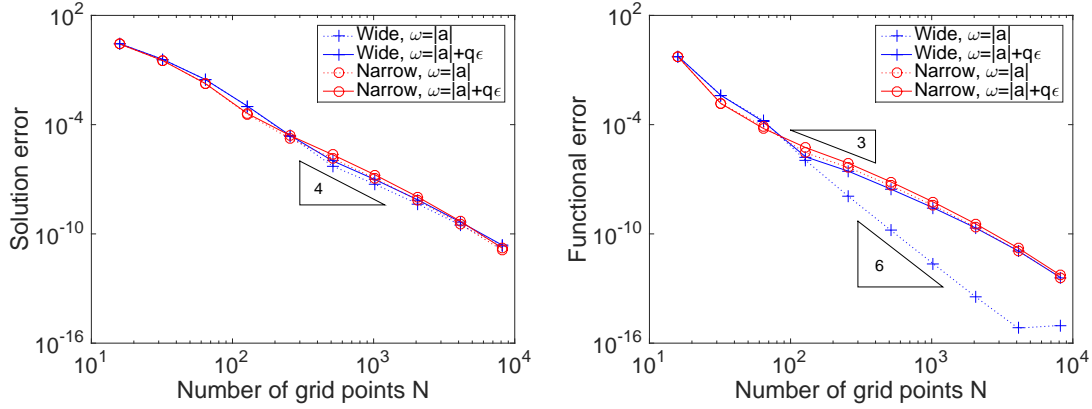 10^2
10^-4
10^-10
10^-16
Solution error
10^1
10^2
10^3
10^4
Number of grid points N
Wide, ω=|a|
Wide, ω=|a|+qϵ
Narrow, ω=|a|
Narrow, ω=|a|+qϵ
4
10^2
10^-4
10^-10
10^-16
Functional error
10^1
10^2
10^3
10^4
Number of grid points N
Wide, ω=|a|
Wide, ω=|a|+qϵ
Narrow, ω=|a|
Narrow, ω=|a|+qϵ
3
6